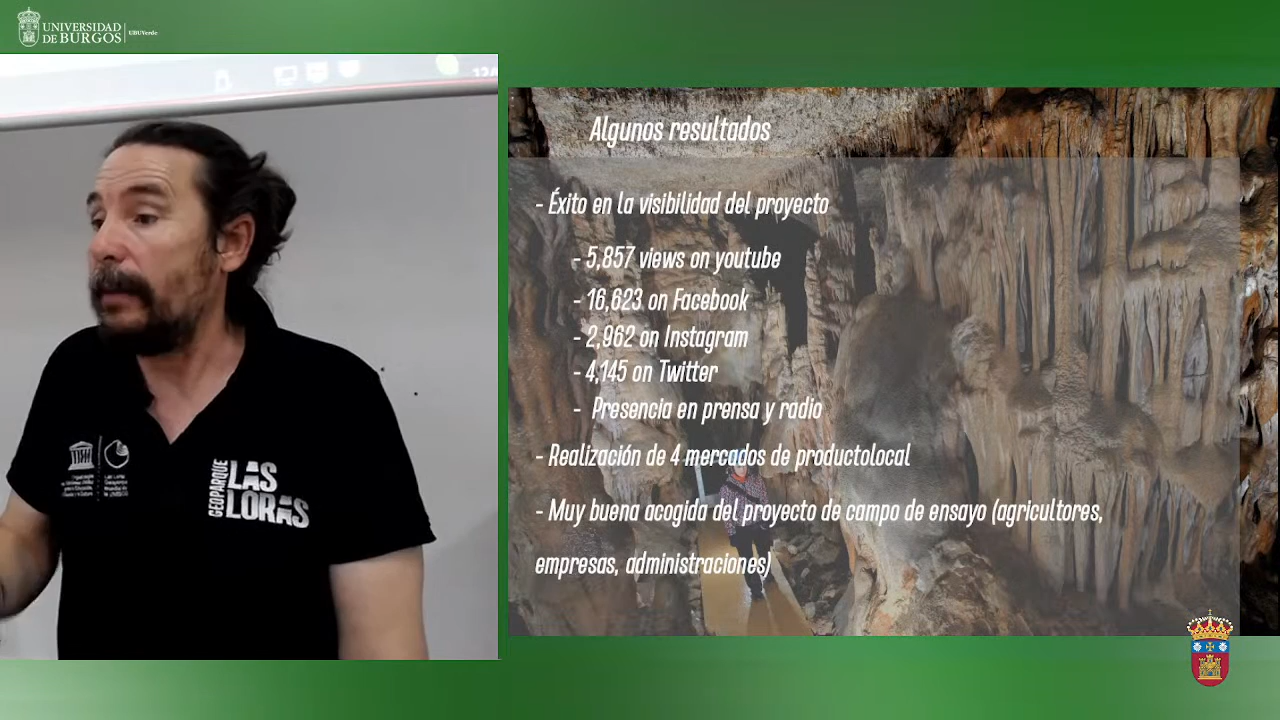 UNIVERSIDAD
DE BURGOS
UBUVerde
Algunos resultados
- Éxito en la visibilidad del proyecto
- 5,857 views on youtube
- 16,623 on Facebook
- 2,962 on Instagram
- 4,145 on Twitter
- Presencia en prensa y radio
- Realización de 4 mercados de productolocal
- Muy buena acogida del proyecto de campo de ensayo (agricultores,
empresas, administraciones)
GEOPARQUE
LAS
LORAS